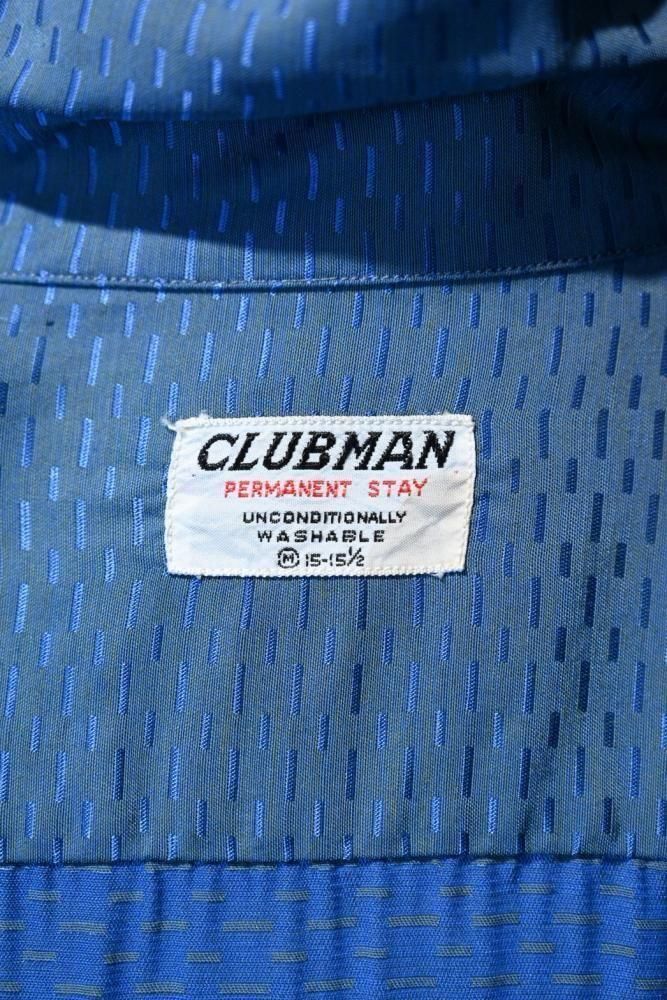 CLUBMAN
PERMANENT STAY
UNCONDITIONALLY
WASHABLE
Ⓜ 15-15½